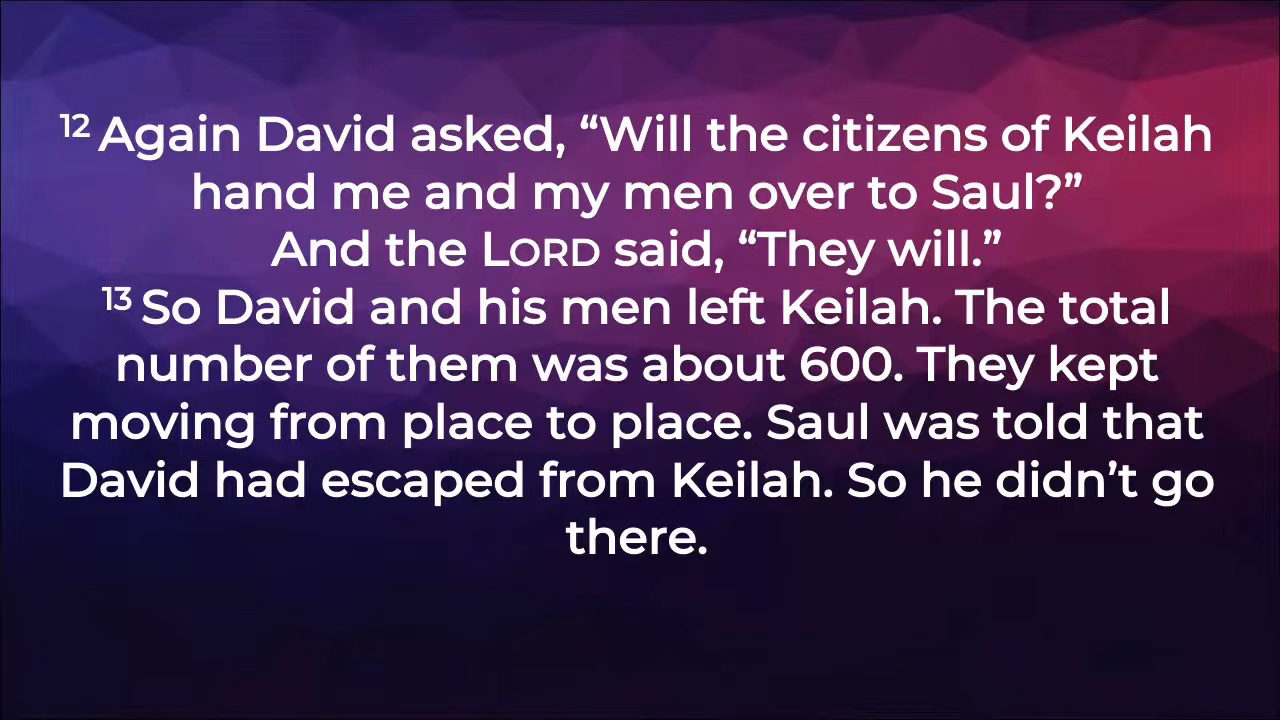 12 Again David asked, “Will the citizens of Keilah
hand me and my men over to Saul?”
And the LORD said, “They will.”
13 So David and his men left Keilah. The total
number of them was about 600. They kept
moving from place to place. Saul was told that
David had escaped from Keilah. So he didn’t go
there.